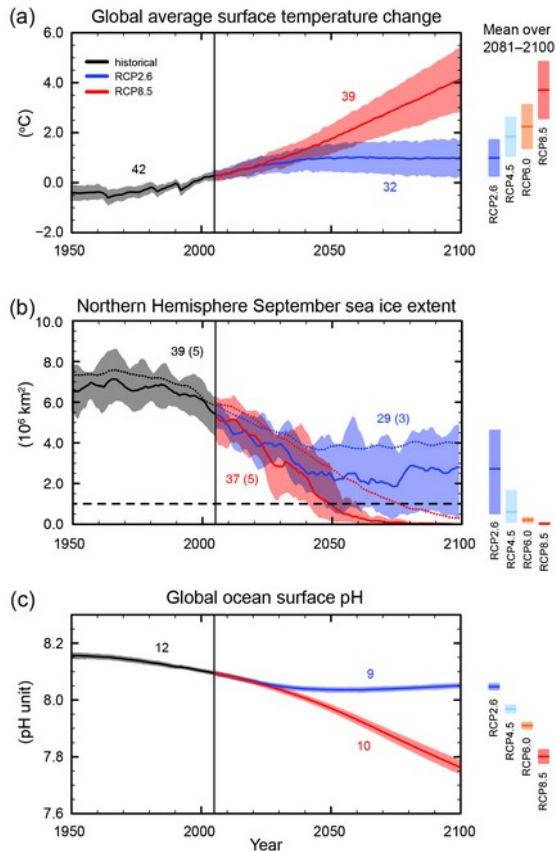 (a)
Global average surface temperature change
Mean over
2081–2100
6.0
4.0
2.0
0.0
−2.0
(°C)
historical
RCP2.6
RCP8.5
42
39
32
1950
2000
2050
2100
RCP2.6
RCP4.5
RCP6.0
RCP8.5
(b)
Northern Hemisphere September sea ice extent
10.0
8.0
6.0
4.0
2.0
0.0
(10⁶ km²)
39 (5)
29 (3)
37 (5)
1950
2000
2050
2100
RCP2.6
RCP4.5
RCP6.0
RCP8.5
(c)
Global ocean surface pH
8.2
8.0
7.8
7.6
(pH unit)
12
9
10
1950
2000
2050
2100
Year
RCP2.6
RCP4.5
RCP6.0
RCP8.5